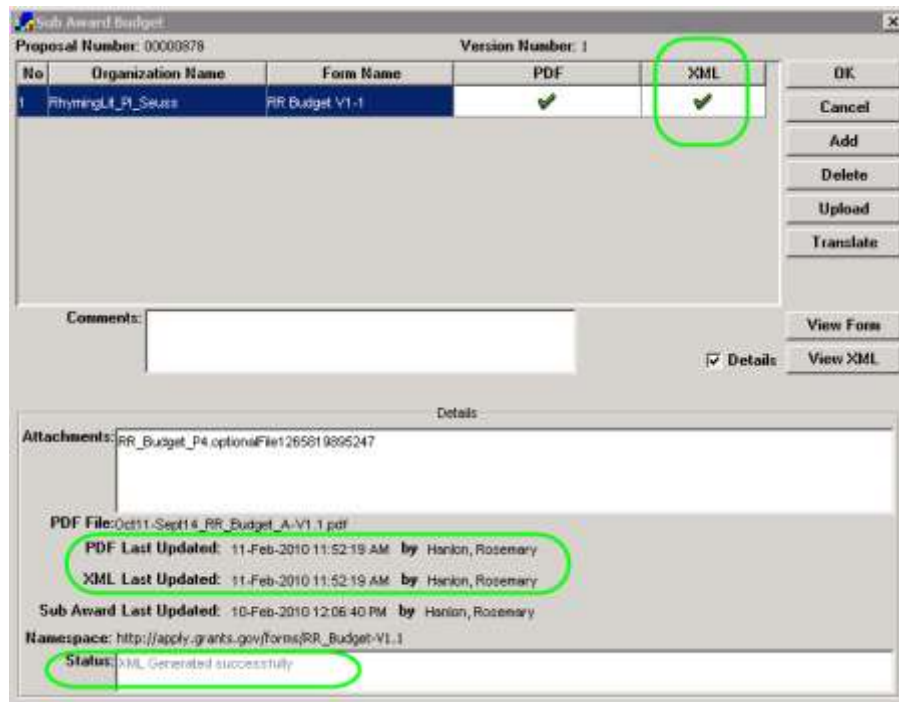 Sub Award Budget
Proposal Number: 00000878 Version Number: 1
No Organization Name Form Name PDF XML
1 RhymingLit_PI_Seuss RR Budget V1-1
OK
Cancel
Add
Delete
Upload
Translate
Comments:
View Form
Details
View XML
Details
Attachments: RR_Budget_P4.optionalFile1265819895247
PDF File: Oct11-Sept14_RR_Budget_A-V1.1.pdf
PDF Last Updated: 11-Feb-2010 11:52:19 AM by Hanlon, Rosemary
XML Last Updated: 11-Feb-2010 11:52:19 AM by Hanlon, Rosemary
Sub Award Last Updated: 10-Feb-2010 12:06:40 PM by Hanlon, Rosemary
Namespace: http://apply.grants.gov/forms/RR_Budget-V1.1
Status: XML Generated successfully